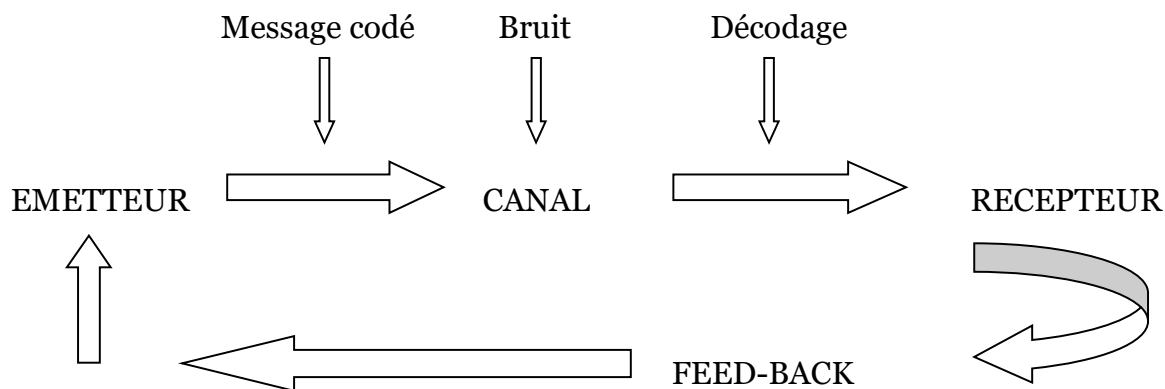 Message codé Bruit Décodage
EMETTEUR CANAL RECEPTEUR
FEED-BACK